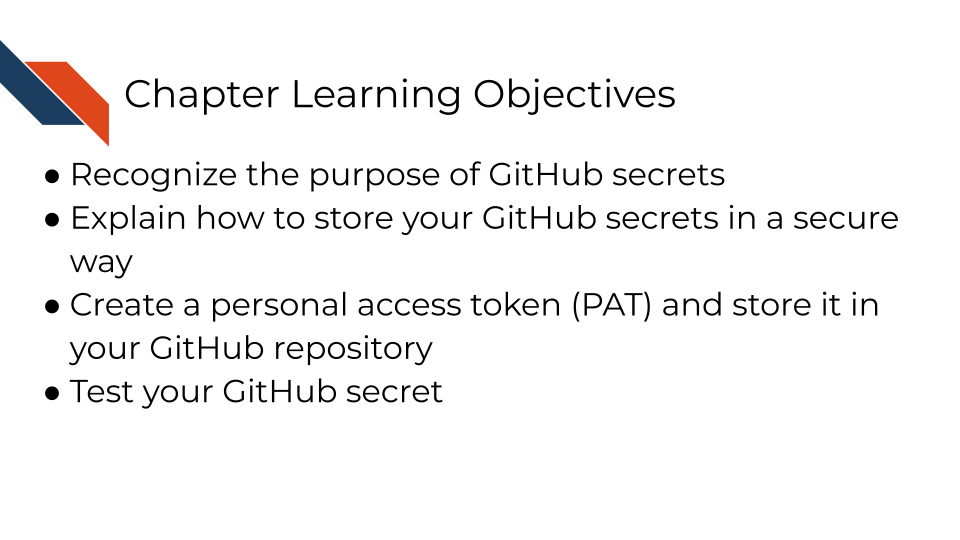 Chapter Learning Objectives
● Recognize the purpose of GitHub secrets
● Explain how to store your GitHub secrets in a secure
way
● Create a personal access token (PAT) and store it in
your GitHub repository
● Test your GitHub secret